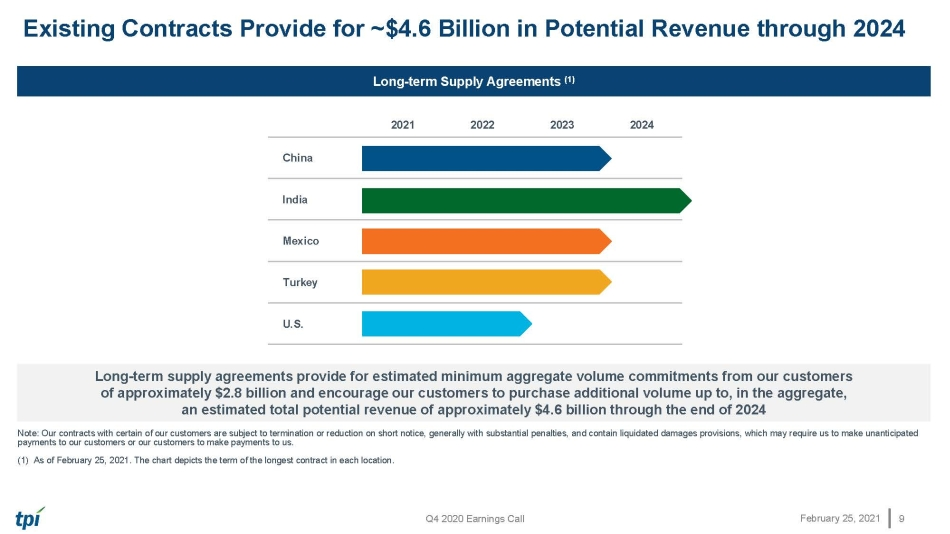 Existing Contracts Provide for ~$4.6 Billion in Potential Revenue through 2024
Long-term Supply Agreements (1)
2021 2022 2023 2024
China
India
Mexico
Turkey
U.S.
Long-term supply agreements provide for estimated minimum aggregate volume commitments from our customers
of approximately $2.8 billion and encourage our customers to purchase additional volume up to, in the aggregate,
an estimated total potential revenue of approximately $4.6 billion through the end of 2024
Note: Our contracts with certain of our customers are subject to termination or reduction on short notice, generally with substantial penalties, and contain liquidated damages provisions, which may require us to make unanticipated
payments to our customers or our customers to make payments to us.
(1) As of February 25, 2021. The chart depicts the term of the longest contract in each location.
tpi
Q4 2020 Earnings Call
February 25, 2021 9